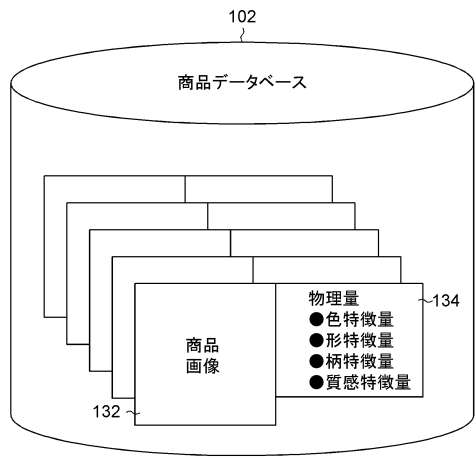 102
商品データベース
物理量
●色特徴量
●形特徴量
●柄特徴量
●質感特徴量
134
商品
画像
132